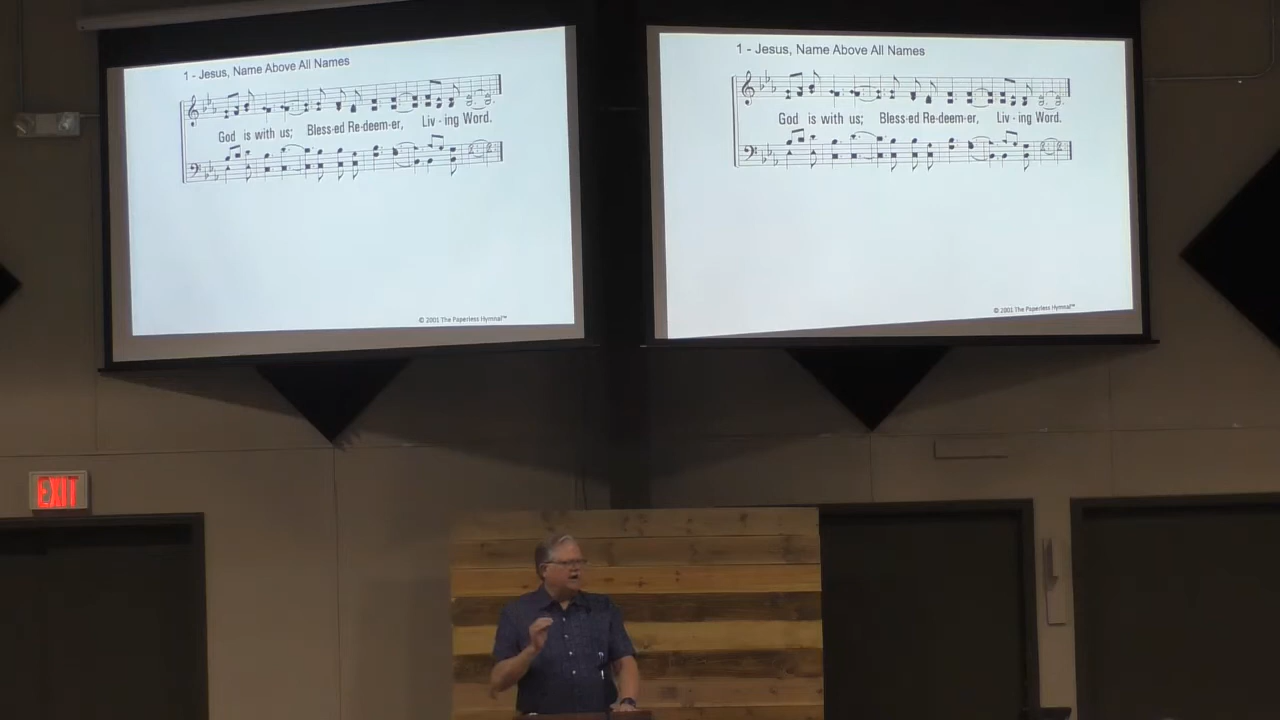 1 - Jesus, Name Above All Names
God is with us; Bless-ed Re-deem-er, Liv - ing Word.
© 2001 The Paperless Hymnal™
1 - Jesus, Name Above All Names
God is with us; Bless-ed Re-deem-er, Liv - ing Word.
© 2001 The Paperless Hymnal™
EXIT